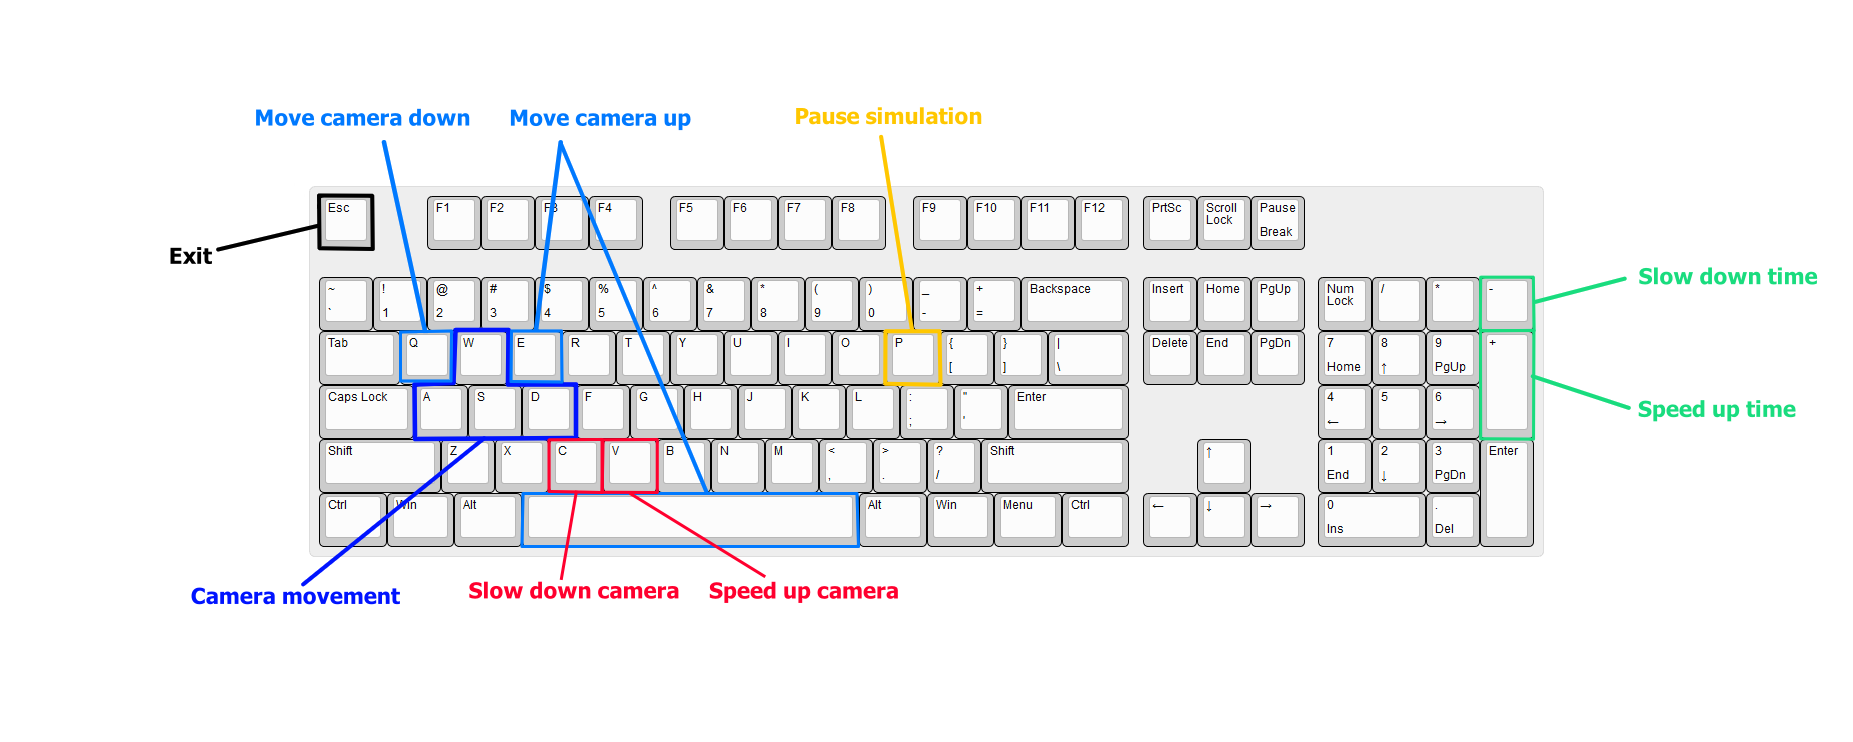 Move camera down Move camera up Pause simulation
Esc F1 F2 F3 F4 F5 F6 F7 F8 F9 F10 F11 F12 PrtSc Scroll Lock Pause Break
Exit
~ ` ! 1 @ 2 # 3 $ 4 % 5 ^ 6 & 7 * 8 ( 9 ) 0 _ - + = Backspace Insert Home PgUp Num Lock / * -
Slow down time
Tab Q W E R T Y U I O P { [ } ] | \ Delete End PgDn 7 Home 8 ↑ 9 PgUp +
Caps Lock A S D F G H J K L : ; " ' Enter 4 ← 5 6 →
Speed up time
Shift Z X C V B N M < , > . ? / Shift ↑ 1 End 2 ↓ 3 PgDn Enter
Ctrl Win Alt Alt Win Menu Ctrl ← ↓ → 0 Ins . Del
Camera movement Slow down camera Speed up camera